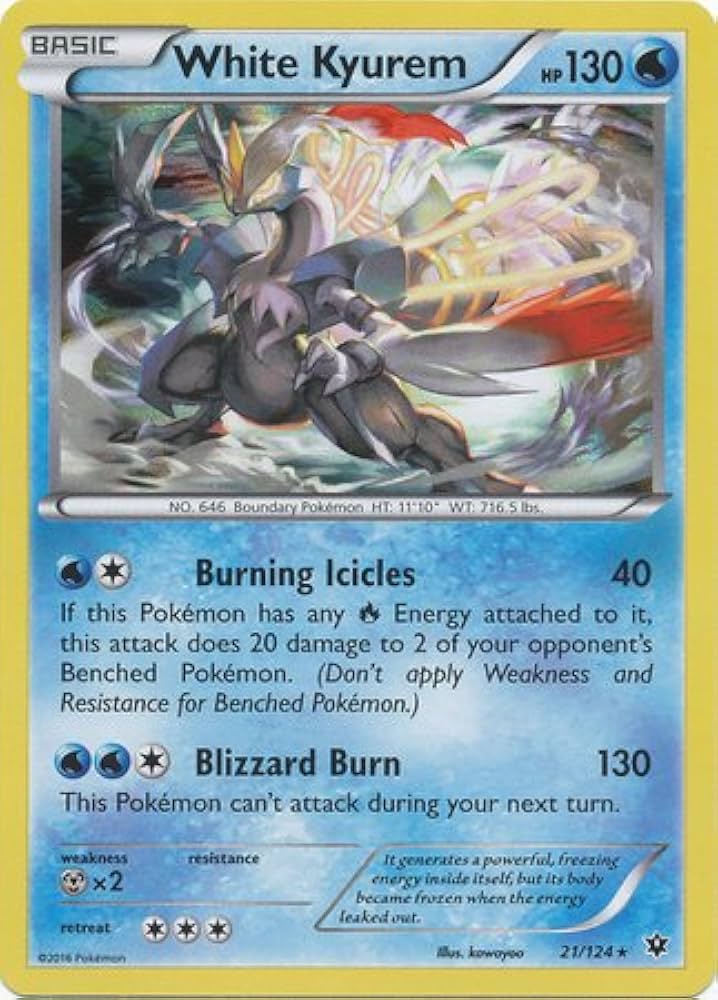 BASIC White Kyurem HP130
NO. 646 Boundary Pokémon HT: 11'10" WT: 716.5 lbs.
Burning Icicles 40
If this Pokémon has any Energy attached to it,
this attack does 20 damage to 2 of your opponent's
Benched Pokémon. (Don't apply Weakness and
Resistance for Benched Pokémon.)
Blizzard Burn 130
This Pokémon can't attack during your next turn.
weakness resistance
×2
retreat
It generates a powerful, freezing
energy inside itself, but its body
became frozen when the energy
leaked out.
©2016 Pokémon
Illus. kawayoo 21/124 ★